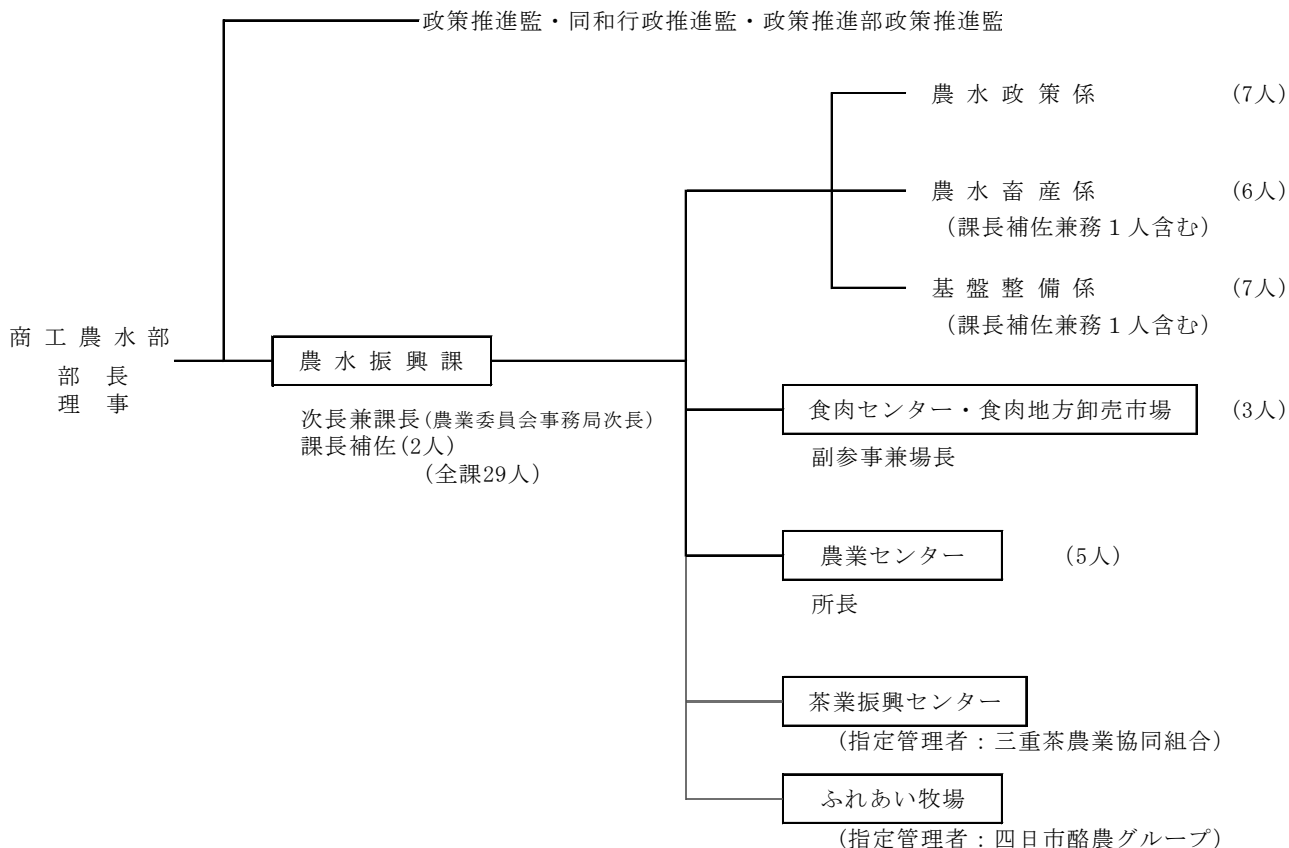 政策推進監・同和行政推進監・政策推進部政策推進監
農水政策係 (7人)
農水畜産係 (6人)
(課長補佐兼務1人含む)
基盤整備係 (7人)
(課長補佐兼務1人含む)
商工農水部
部長
理事
農水振興課
次長兼課長(農業委員会事務局次長)
課長補佐(2人)
(全課29人)
食肉センター・食肉地方卸売市場 (3人)
副参事兼場長
農業センター (5人)
所長
茶業振興センター
(指定管理者:三重茶農業協同組合)
ふれあい牧場
(指定管理者:四日市酪農グループ)